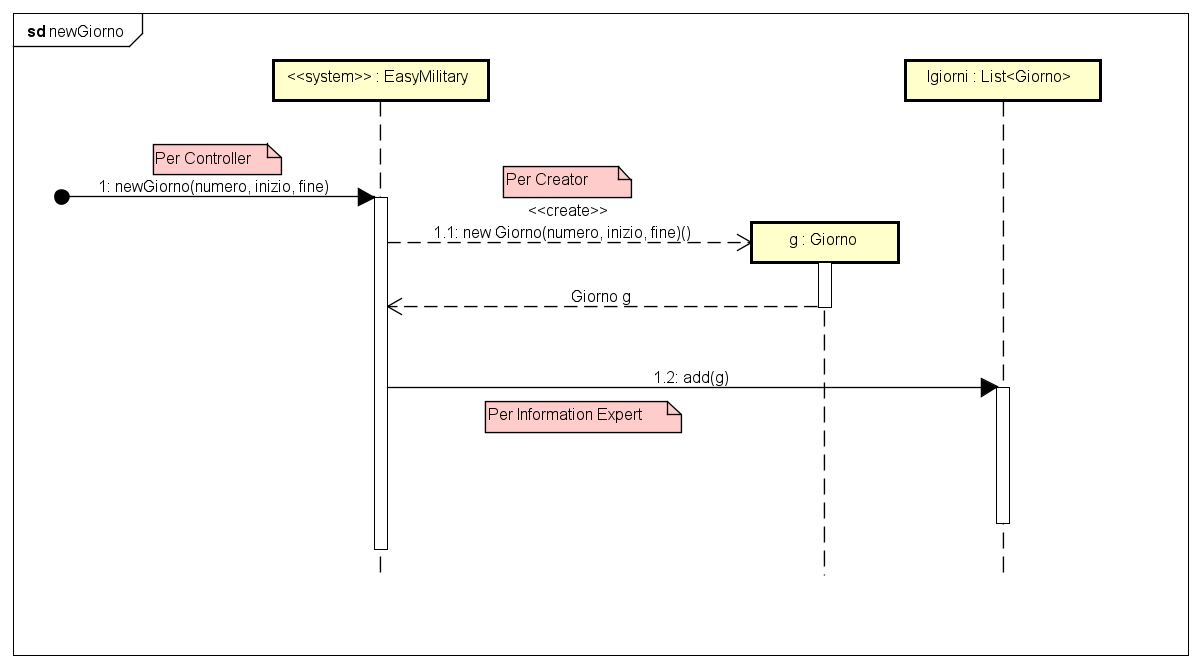 sd newGiorno
<<system>> : EasyMilitary
lgiorni : List<Giorno>
Per Controller
1: newGiorno(numero, inizio, fine)
Per Creator
<<create>>
1.1: new Giorno(numero, inizio, fine)()
g : Giorno
Giorno g
1.2: add(g)
Per Information Expert